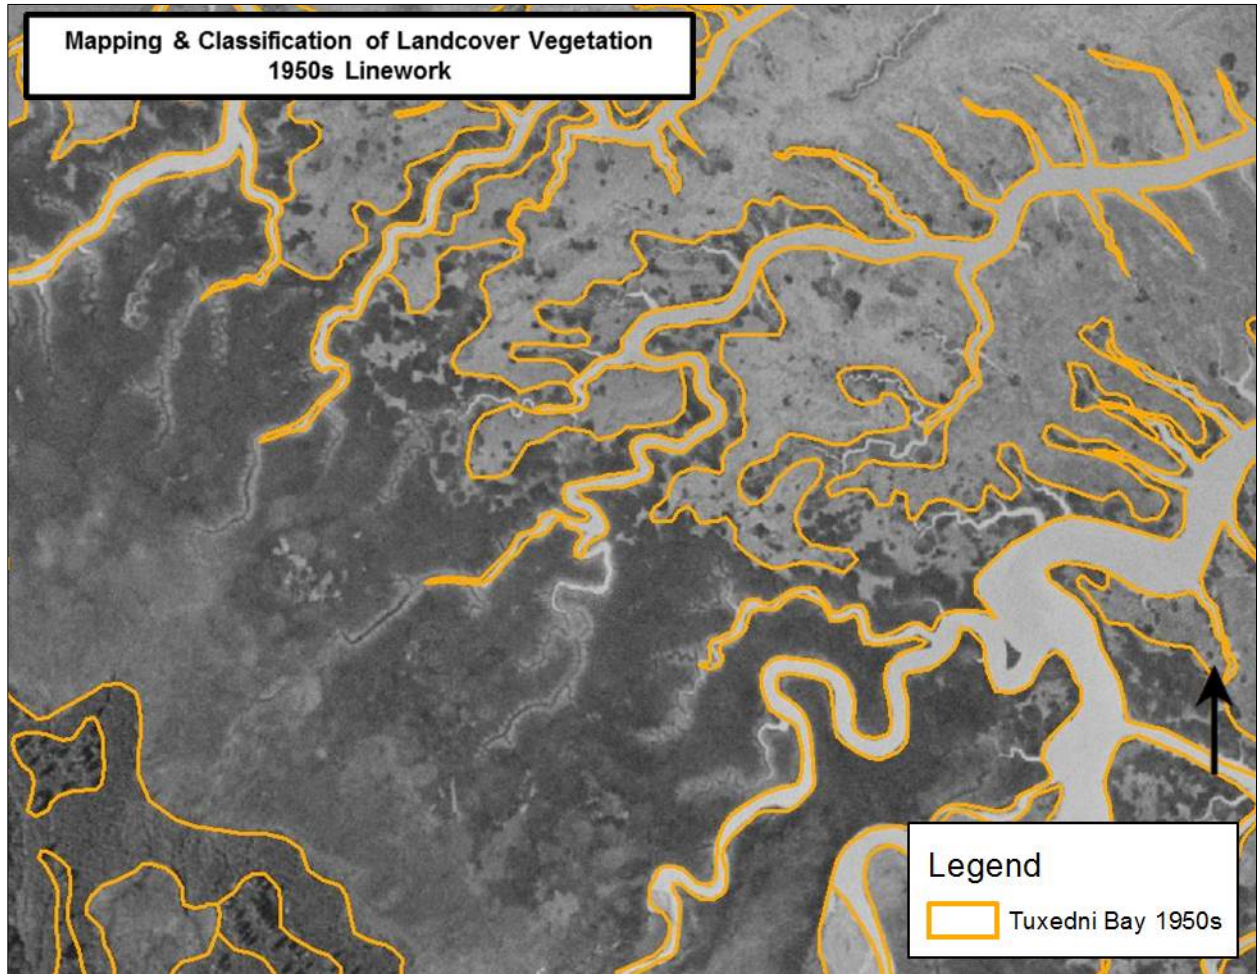 Mapping & Classification of Landcover Vegetation
1950s Linework
Legend
Tuxedni Bay 1950s